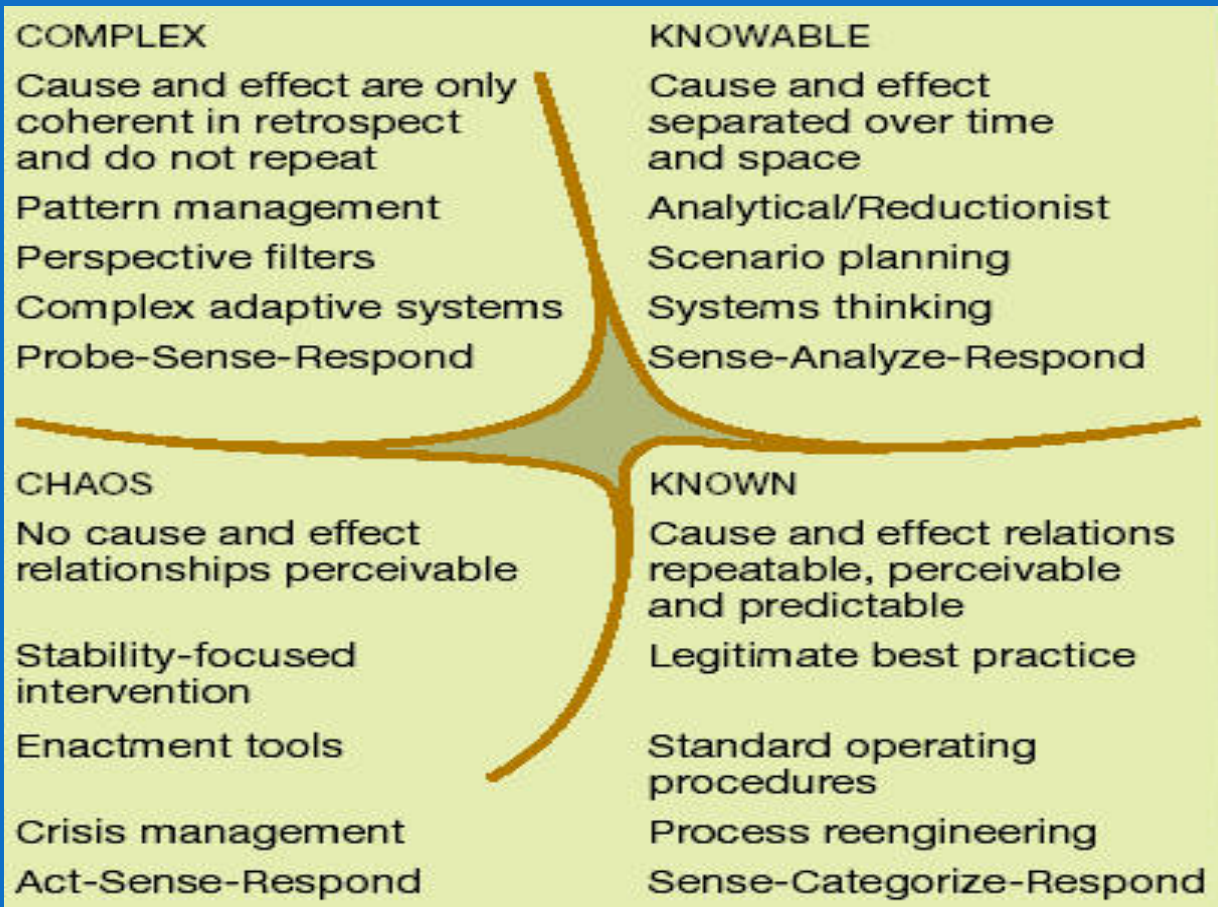 COMPLEX
Cause and effect are only
coherent in retrospect
and do not repeat
Pattern management
Perspective filters
Complex adaptive systems
Probe-Sense-Respond
KNOWABLE
Cause and effect
separated over time
and space
Analytical/Reductionist
Scenario planning
Systems thinking
Sense-Analyze-Respond
CHAOS
No cause and effect
relationships perceivable
Stability-focused
intervention
Enactment tools
Crisis management
Act-Sense-Respond
KNOWN
Cause and effect relations
repeatable, perceivable
and predictable
Legitimate best practice
Standard operating
procedures
Process reengineering
Sense-Categorize-Respond